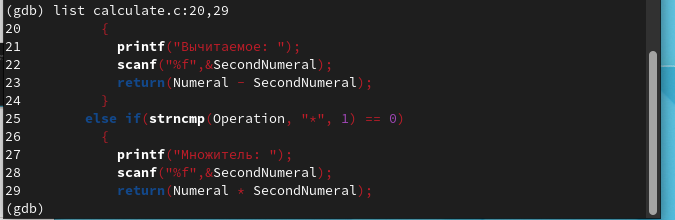 (gdb) list calculate.c:20,29
20          {
21            printf("Вычитаемое: ");
22            scanf("%f",&SecondNumeral);
23            return(Numeral - SecondNumeral);
24          }
25        else if(strncmp(Operation, "*", 1) == 0)
26          {
27            printf("Множитель: ");
28            scanf("%f",&SecondNumeral);
29            return(Numeral * SecondNumeral);
(gdb)